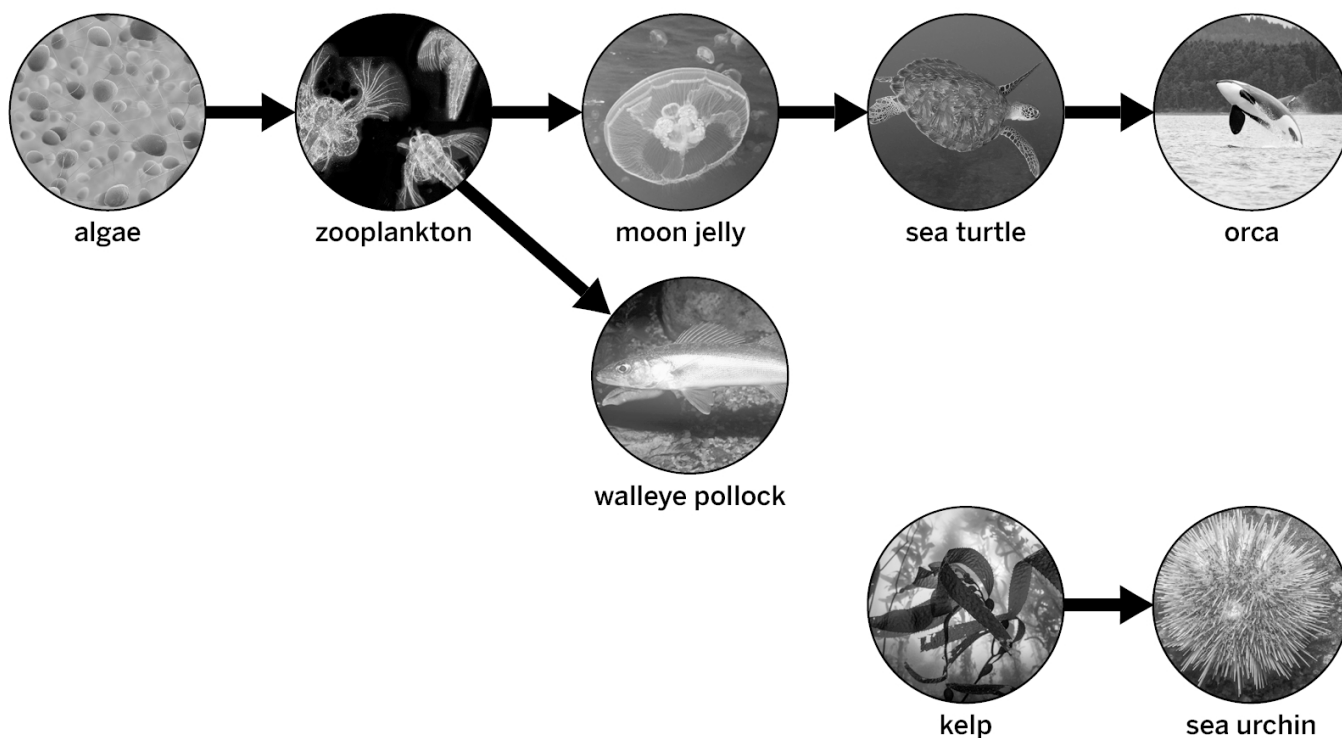 algae
zooplankton
moon jelly
sea turtle
orca
walleye pollock
kelp
sea urchin